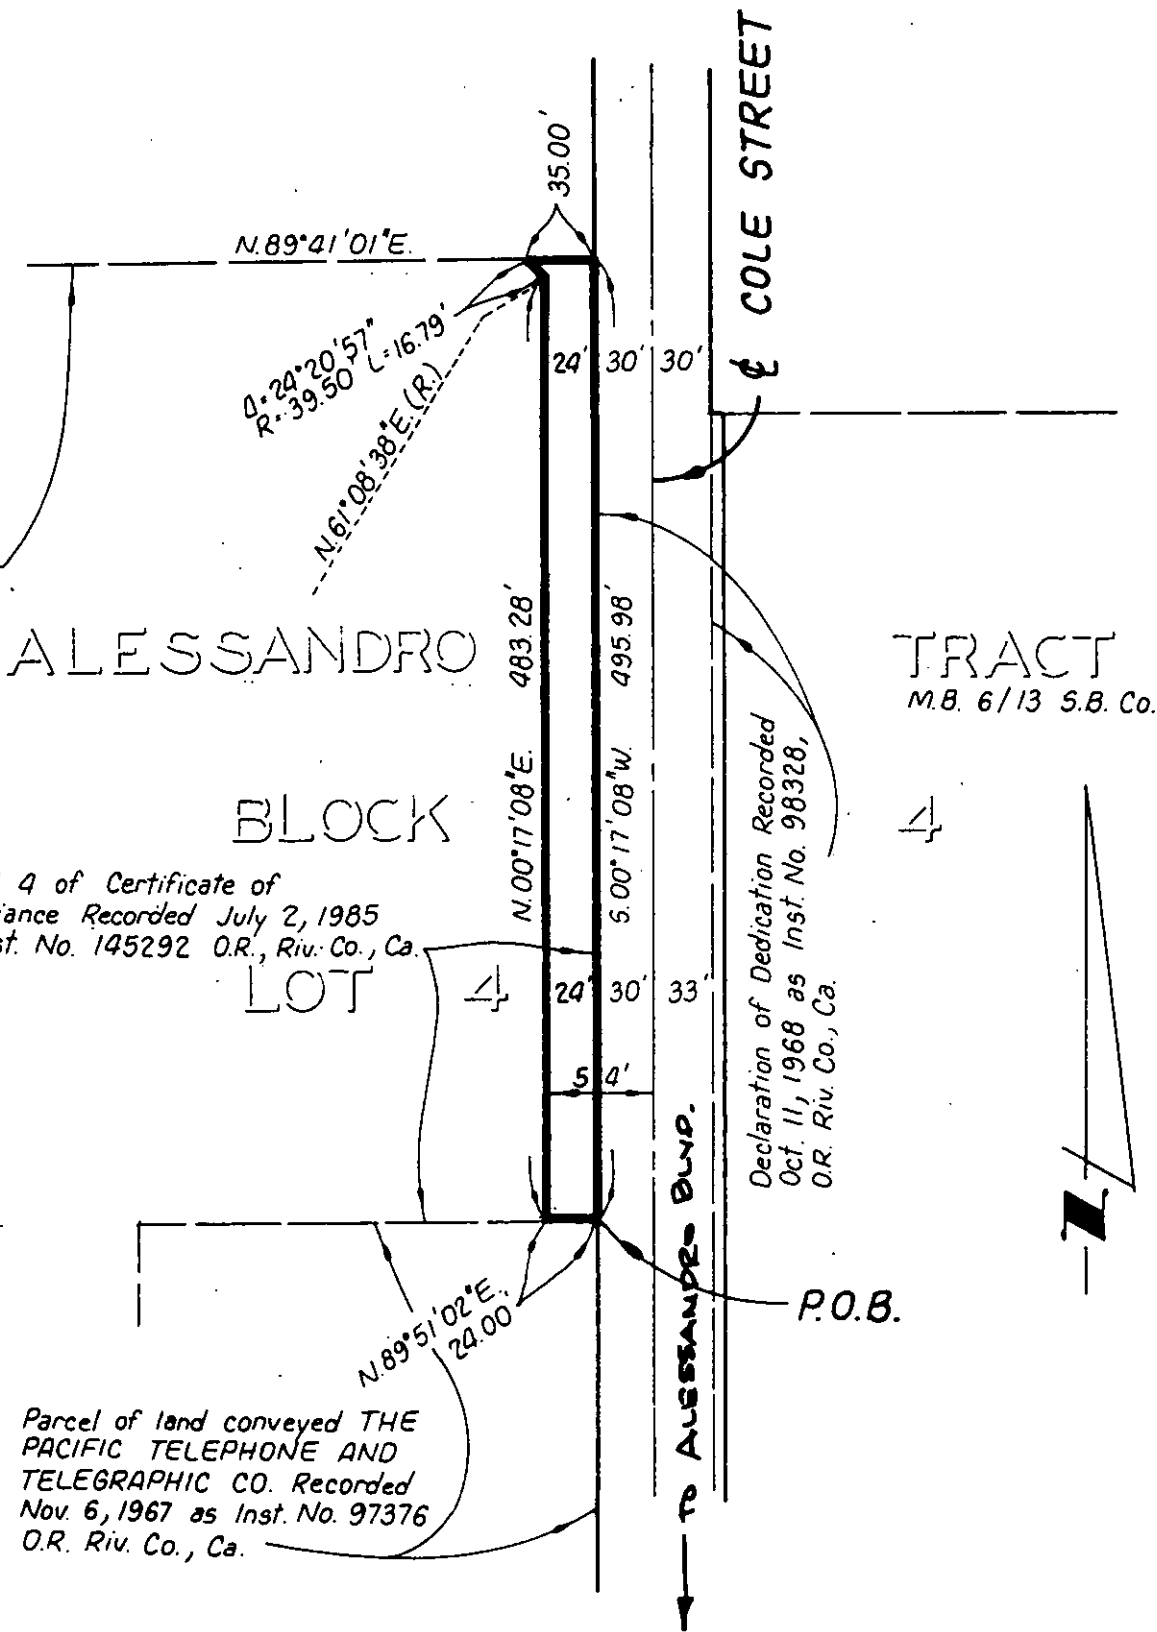 COLE STREET
35.00'
N.89°41'01"E.
Δ=24°20'57"
R=39.50' L=16.79'
N.61°08'38"E.(R.)
24' 30' 30'
483.28'
N.00°17'08"E.
495.98'
S.00°17'08"W.
ALESSANDRO
TRACT
M.B. 6/13 S.B. Co.
BLOCK
4
4 of Certificate of
Recorded July 2, 1985
No. 145292 O.R., Riv. Co., Ca.
LOT 4
24' 30' 33'
54'
Declaration of Dedication Recorded
Oct. 11, 1968 as Inst. No. 98328,
O.R. Riv. Co., Ca.
N.89°51'02"E.
24.00
P.O.B.
TO ALESSANDRO BLVD.
Parcel of land conveyed THE
PACIFIC TELEPHONE AND
TELEGRAPHIC CO. Recorded
Nov. 6, 1967 as Inst. No. 97376
O.R. Riv. Co., Ca.